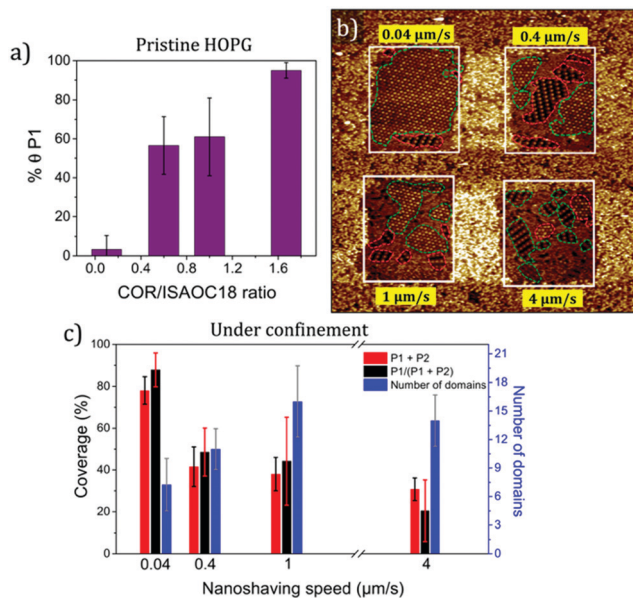 a)
Pristine HOPG
% θ P1
100
80
60
40
20
0
0.0 0.4 0.8 1.2 1.6
COR/ISAOC18 ratio
b)
0.04 μm/s
0.4 μm/s
1 μm/s
4 μm/s
c)
Under confinement
Coverage (%)
100
80
60
40
20
0
P1 + P2
P1/(P1 + P2)
Number of domains
21
18
15
12
9
6
3
0
Number of domains
0.04 0.4 1 4
Nanoshaving speed (μm/s)